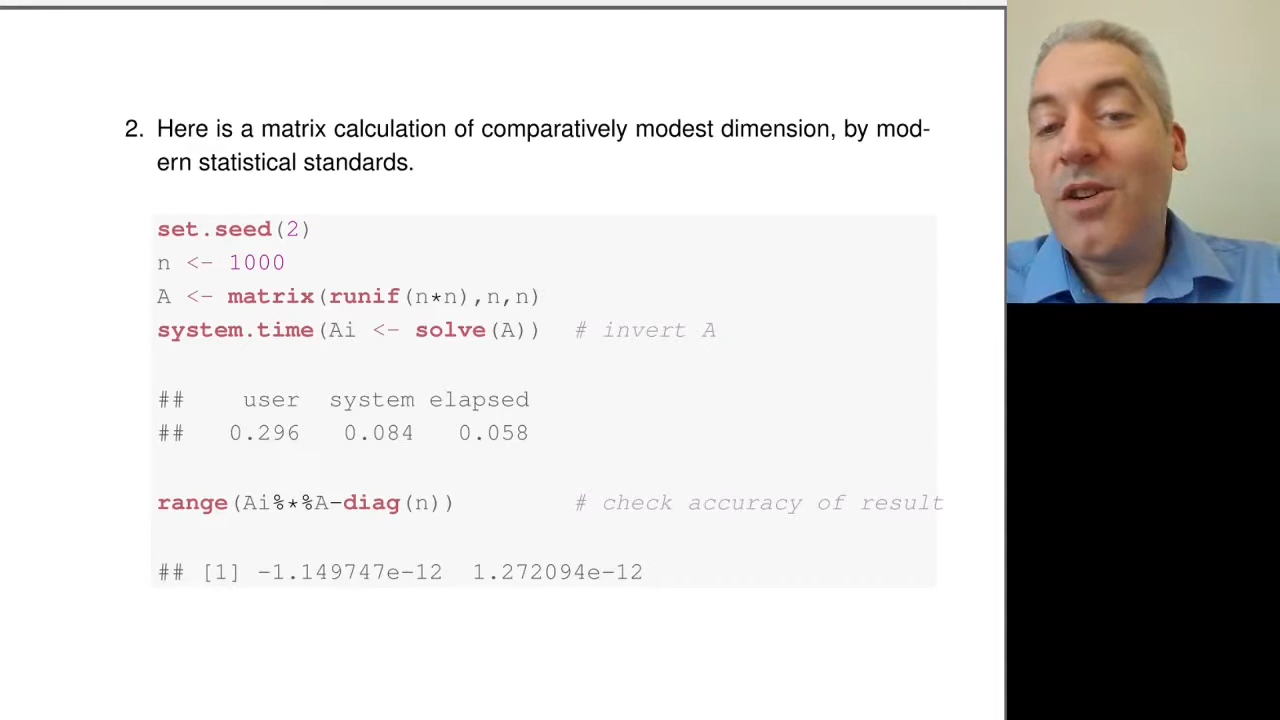 2. Here is a matrix calculation of comparatively modest dimension, by mod-
ern statistical standards.
set.seed(2)
n <- 1000
A <- matrix(runif(n*n),n,n)
system.time(Ai <- solve(A)) # invert A
## user system elapsed
## 0.296 0.084 0.058
range(Ai%*%A-diag(n)) # check accuracy of result
## [1] -1.149747e-12 1.272094e-12